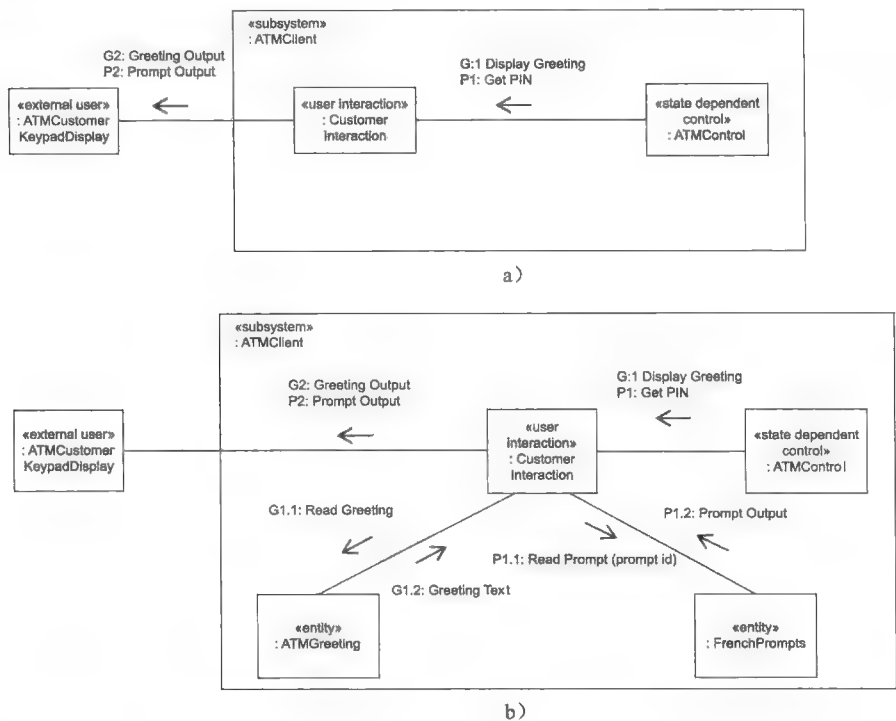 «subsystem»
: ATMClient
G2: Greeting Output
P2: Prompt Output
G:1 Display Greeting
P1: Get PIN
«external user»
: ATMCustomer
KeypadDisplay
«user interaction»
: Customer
Interaction
«state dependent
control»
: ATMControl
a）
«subsystem»
: ATMClient
G2: Greeting Output
P2: Prompt Output
G:1 Display Greeting
P1: Get PIN
«external user»
: ATMCustomer
KeypadDisplay
«user
interaction»
: Customer
Interaction
«state dependent
control»
: ATMControl
G1.1: Read Greeting
P1.2: Prompt Output
P1.1: Read Prompt (prompt id)
G1.2: Greeting Text
«entity»
: ATMGreeting
«entity»
: FrenchPrompts
b）